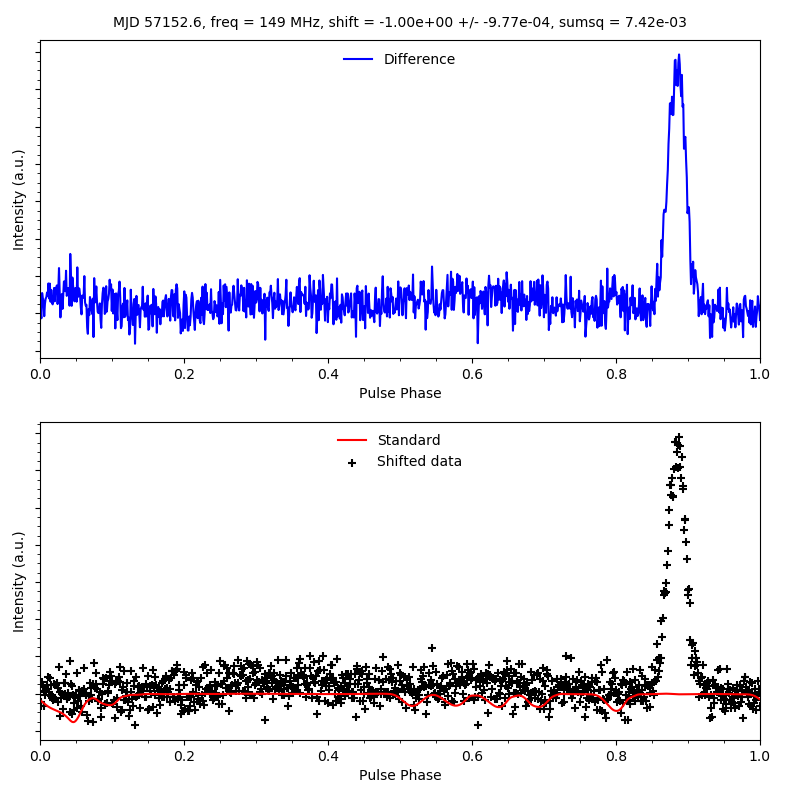 MJD 57152.6, freq = 149 MHz, shift = -1.00e+00 +/- -9.77e-04, sumsq = 7.42e-03
Difference
Intensity (a.u.)
0.0 0.2 0.4 0.6 0.8 1.0
Pulse Phase
Standard
Shifted data
Intensity (a.u.)
0.0 0.2 0.4 0.6 0.8 1.0
Pulse Phase